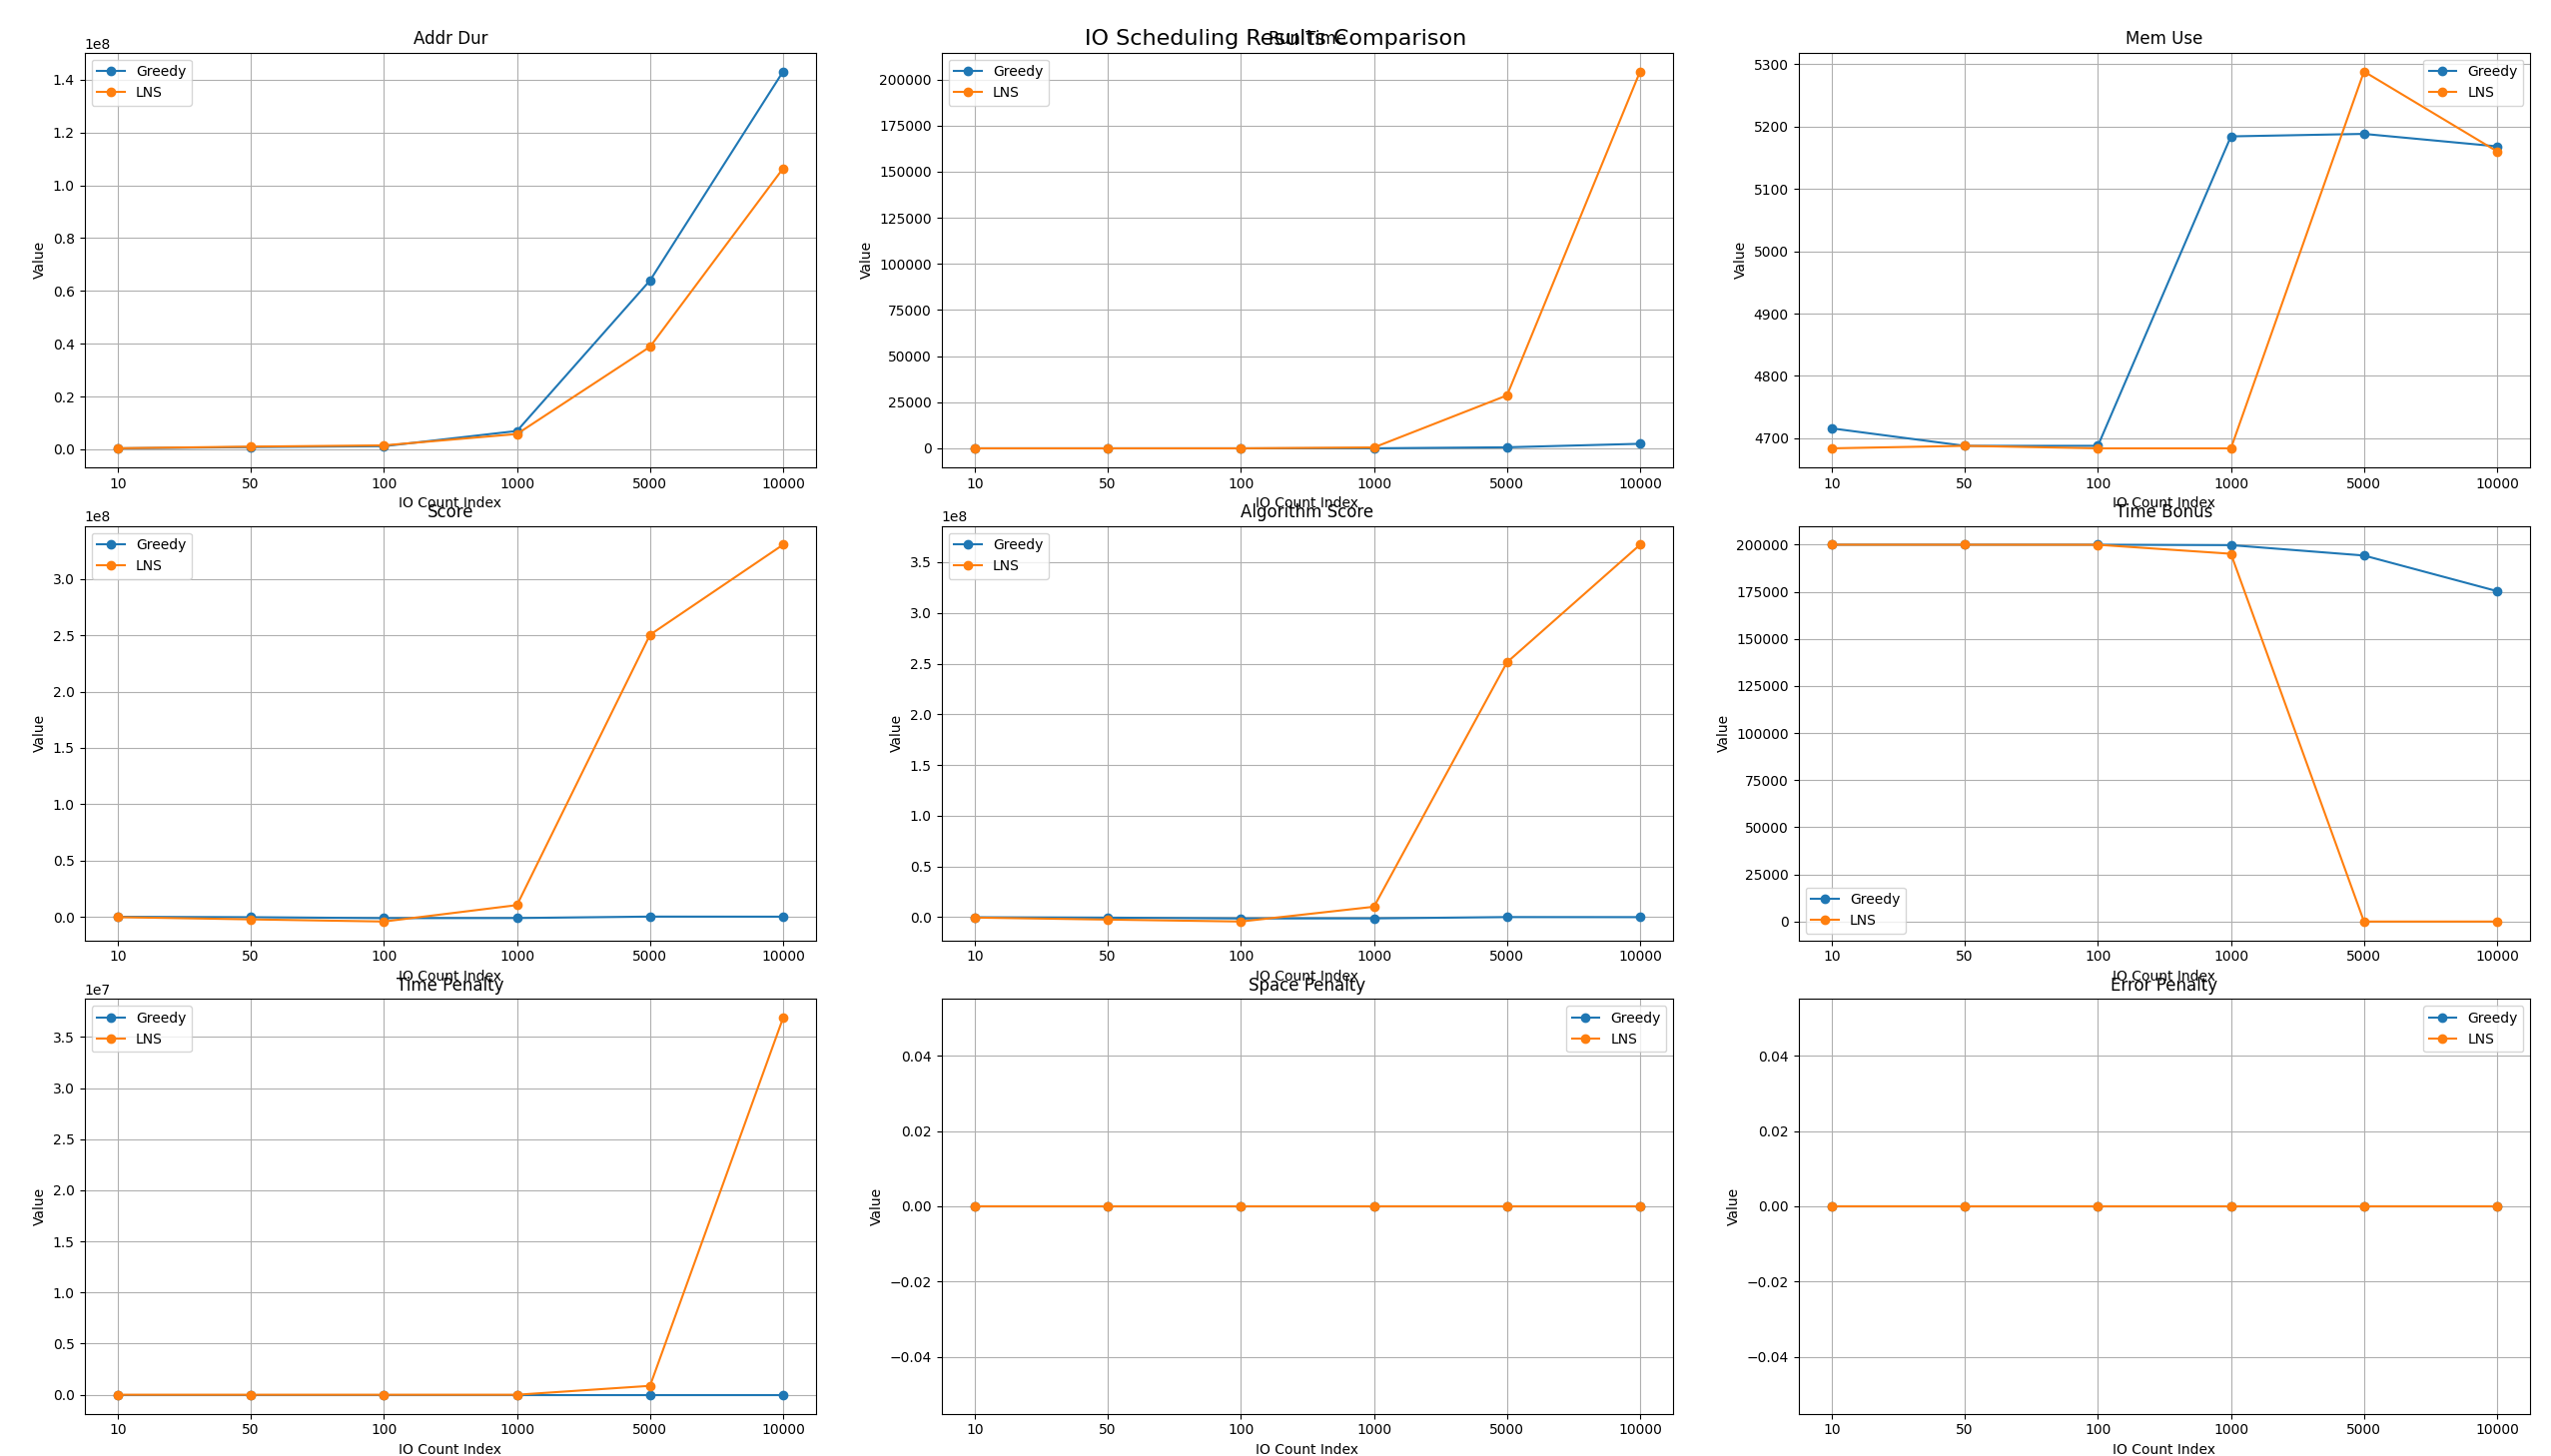 IO Scheduling Results Comparison
Addr Dur
1e8
Greedy
LNS
1.4
1.2
1.0
0.8
0.6
0.4
0.2
0.0
Value
10 50 100 1000 5000 10000
IO Count Index
Run Time
Greedy
LNS
200000
175000
150000
125000
100000
75000
50000
25000
0
Value
10 50 100 1000 5000 10000
IO Count Index
Mem Use
Greedy
LNS
5300
5200
5100
5000
4900
4800
4700
Value
10 50 100 1000 5000 10000
IO Count Index
Score
1e8
Greedy
LNS
3.0
2.5
2.0
1.5
1.0
0.5
0.0
Value
10 50 100 1000 5000 10000
IO Count Index
Algorithm Score
1e8
Greedy
LNS
3.5
3.0
2.5
2.0
1.5
1.0
0.5
0.0
Value
10 50 100 1000 5000 10000
IO Count Index
Time Bonus
200000
175000
150000
125000
100000
75000
50000
25000
0
Greedy
LNS
Value
10 50 100 1000 5000 10000
IO Count Index
Time Penalty
1e7
Greedy
LNS
3.5
3.0
2.5
2.0
1.5
1.0
0.5
0.0
Value
10 50 100 1000 5000 10000
IO Count Index
Space Penalty
Greedy
LNS
0.04
0.02
0.00
−0.02
−0.04
Value
10 50 100 1000 5000 10000
IO Count Index
Error Penalty
Greedy
LNS
0.04
0.02
0.00
−0.02
−0.04
Value
10 50 100 1000 5000 10000
IO Count Index